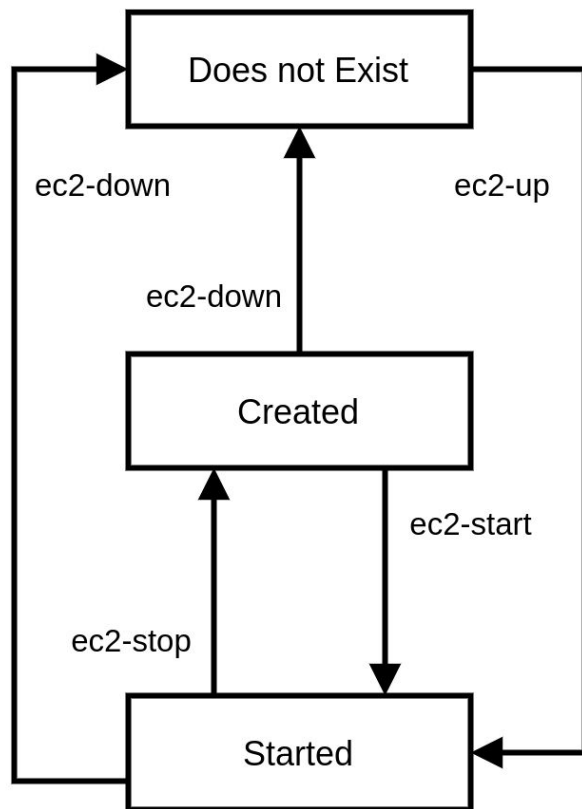 Does not Exist
ec2-down
ec2-up
ec2-down
Created
ec2-start
ec2-stop
Started